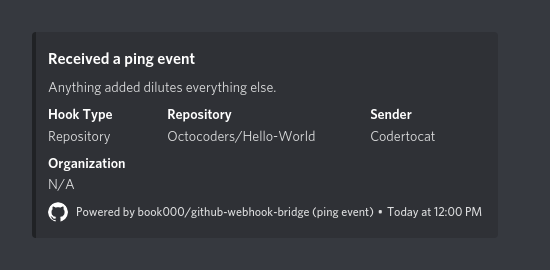 Received a ping event
Anything added dilutes everything else.
Hook Type Repository Sender
Repository Octocoders/Hello-World Codertocat
Organization
N/A
Powered by book000/github-webhook-bridge (ping event) • Today at 12:00 PM